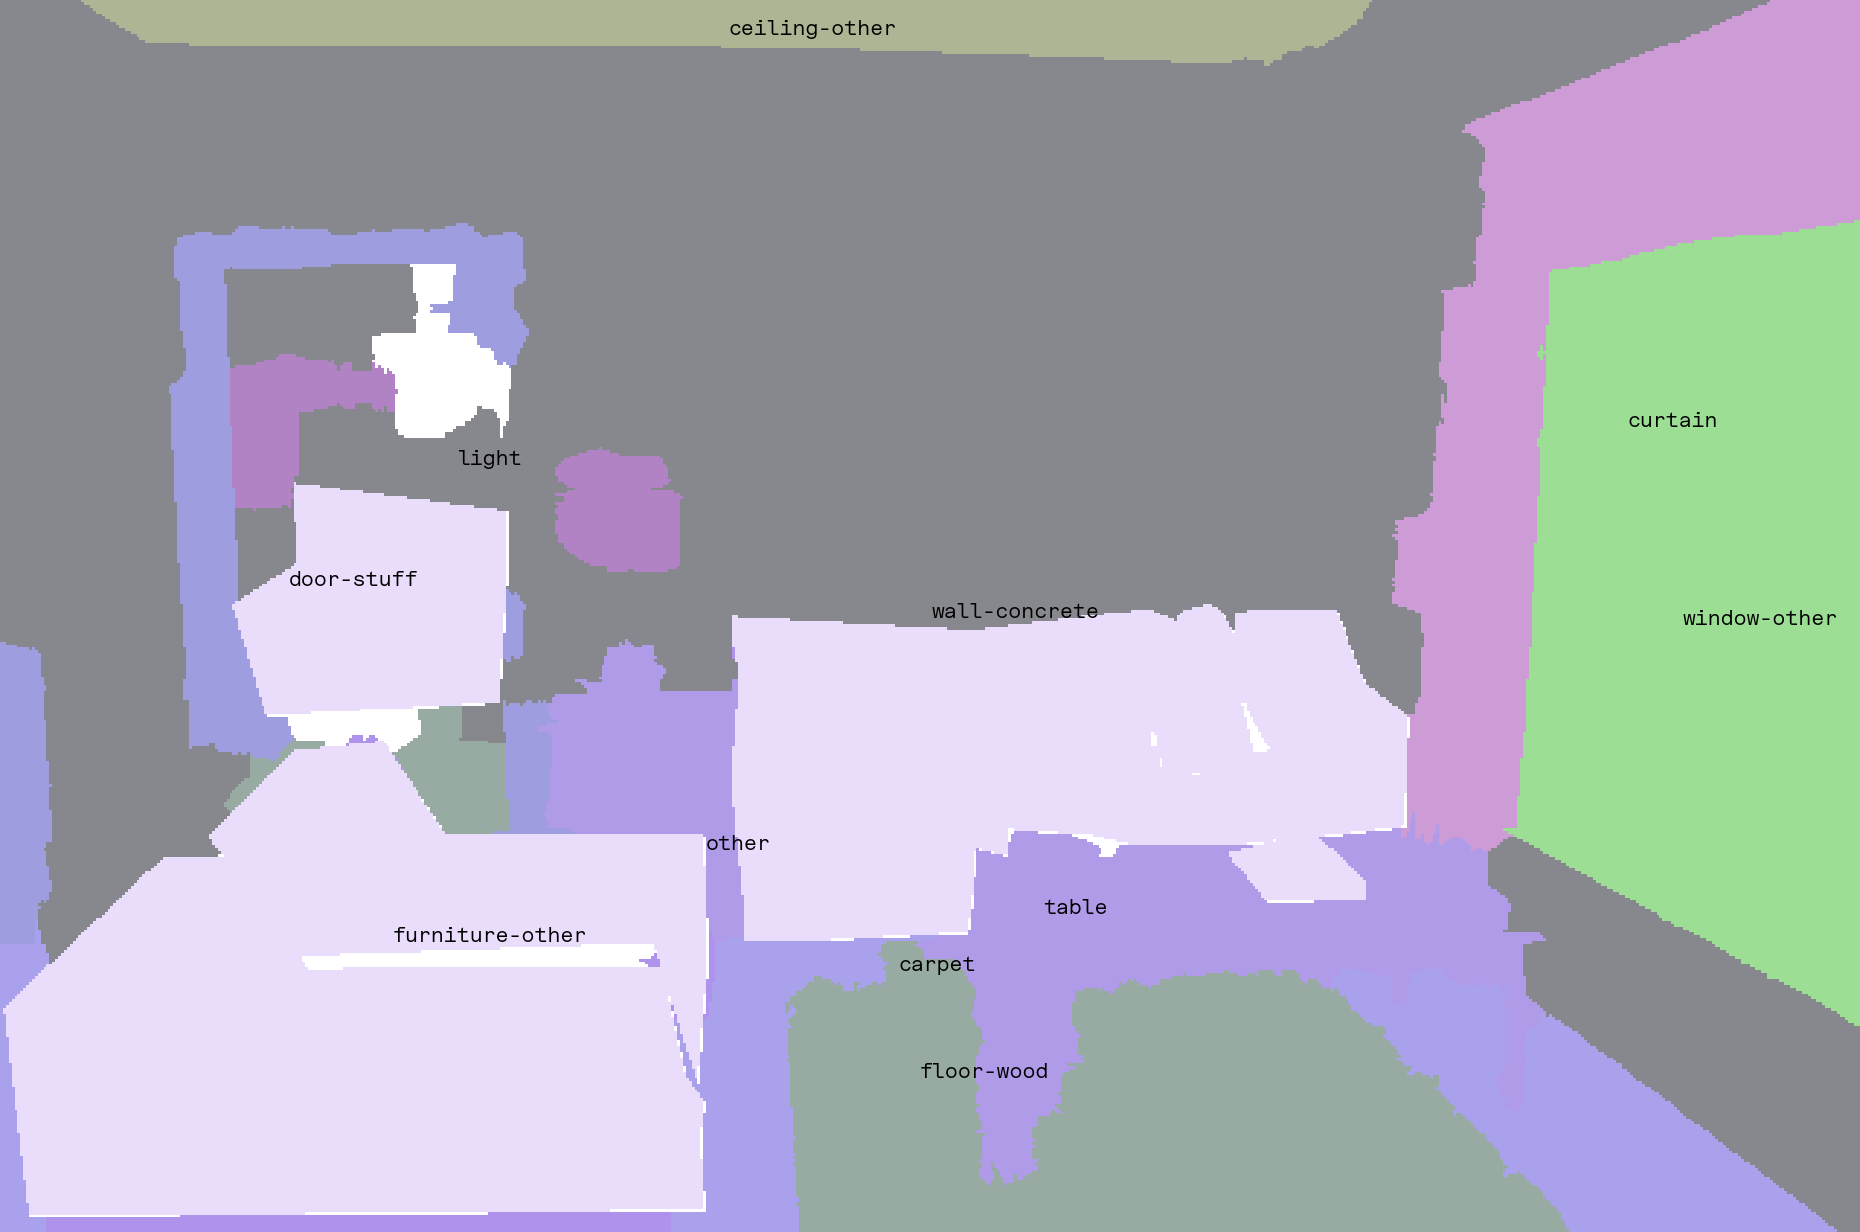 ceiling-other
curtain
light
door-stuff
wall-concrete
window-other
other
table
furniture-other
carpet
floor-wood